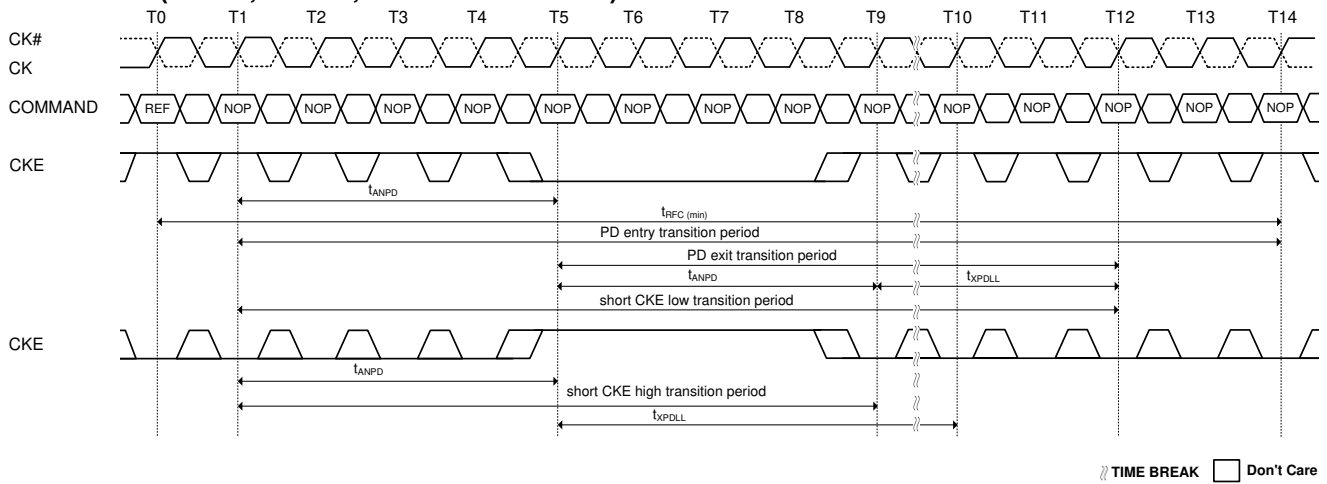 T0 T1 T2 T3 T4 T5 T6 T7 T8 T9 T10 T11 T12 T13 T14
CK#
CK
COMMAND REF NOP NOP NOP NOP NOP NOP NOP NOP NOP NOP NOP NOP NOP NOP
CKE
tANPD
tRFC (min)
PD entry transition period
PD exit transition period
tANPD tXPDLL
short CKE low transition period
CKE
tANPD
short CKE high transition period
tXPDLL
TIME BREAK Don't Care